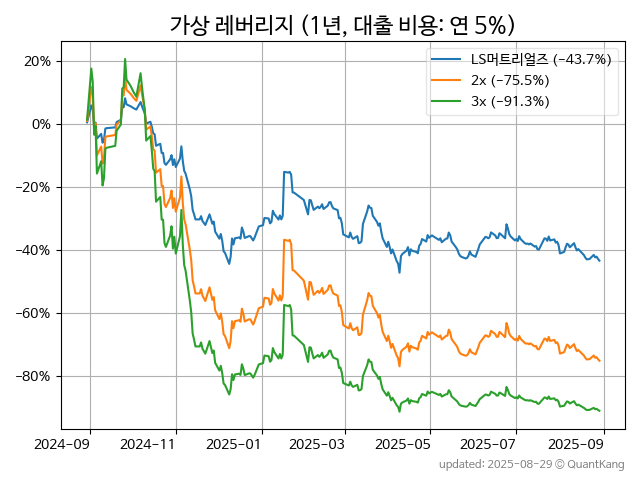 가상 레버리지 (1년, 대출 비용: 연 5%)
LS머트리얼즈 (−43.7%)
2x (−75.5%)
3x (−91.3%)
20%
0%
−20%
−40%
−60%
−80%
2024-09 2024-11 2025-01 2025-03 2025-05 2025-07 2025-09
updated: 2025-08-29 © QuantKang